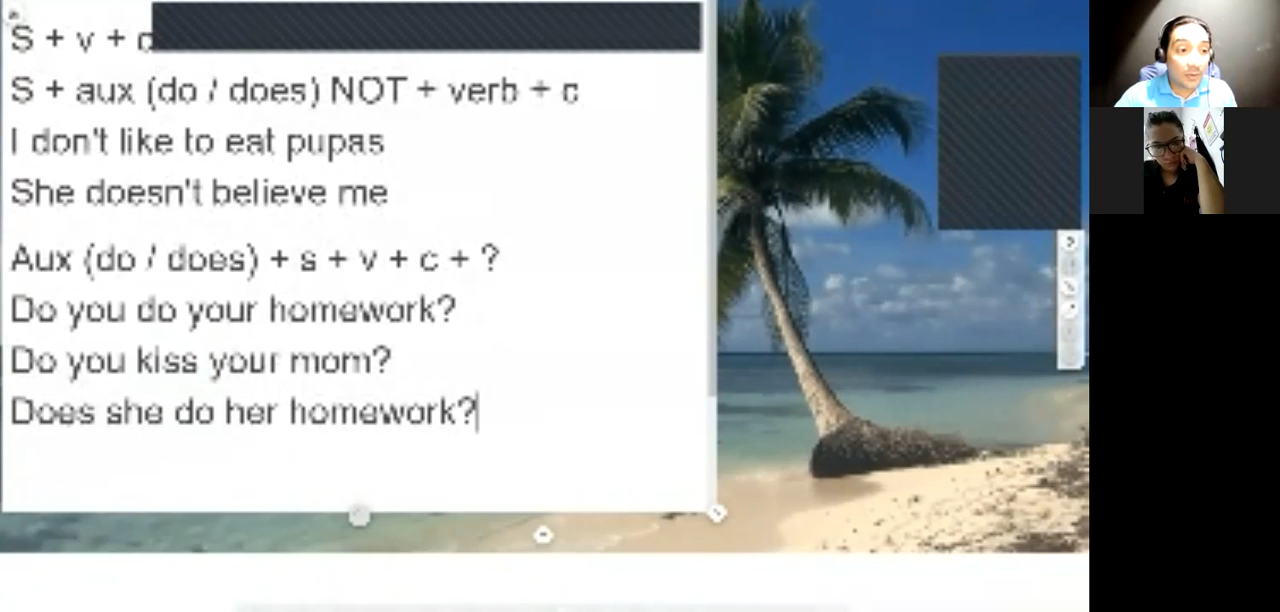 S + v + c
S + aux (do / does) NOT + verb + c
I don't like to eat pupas
She doesn't believe me
Aux (do / does) + s + v + c + ?
Do you do your homework?
Do you kiss your mom?
Does she do her homework?